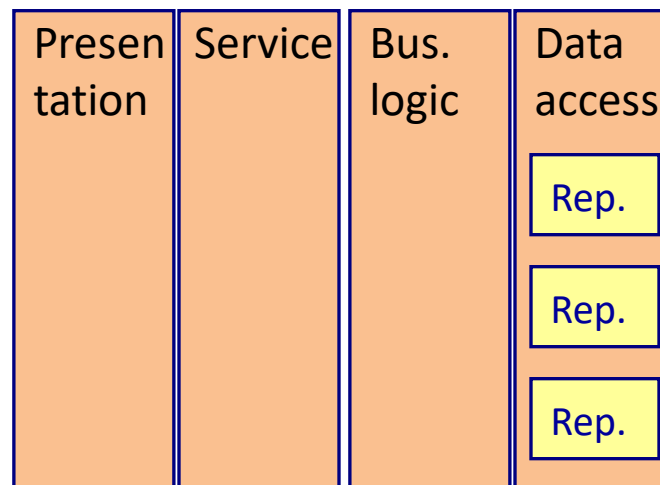 Presen
tation
Service
Bus.
logic
Data
access
Rep.
Rep.
Rep.